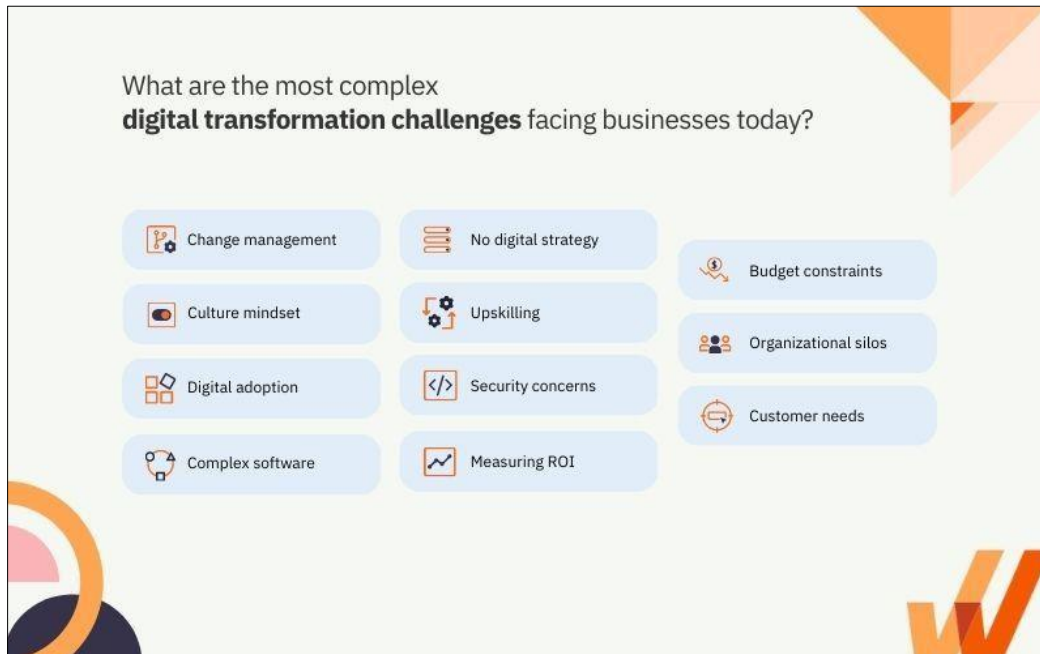 What are the most complex
digital transformation challenges facing businesses today?
Change management
Culture mindset
Digital adoption
Complex software
No digital strategy
Upskilling
Security concerns
Measuring ROI
Budget constraints
Organizational silos
Customer needs